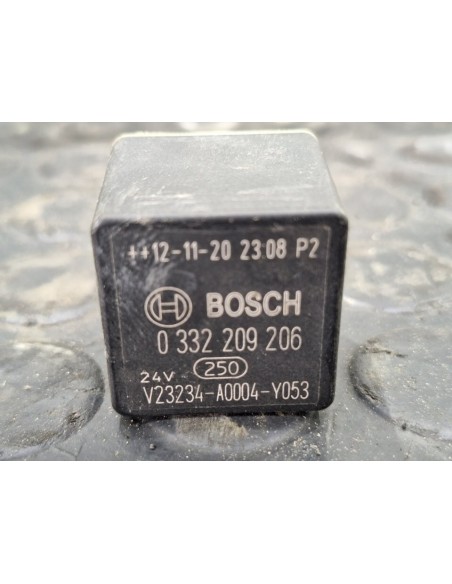 ++12-11-20 23:08 P2
BOSCH
0 332 209 206
24V 250
V23234-A0004-Y053